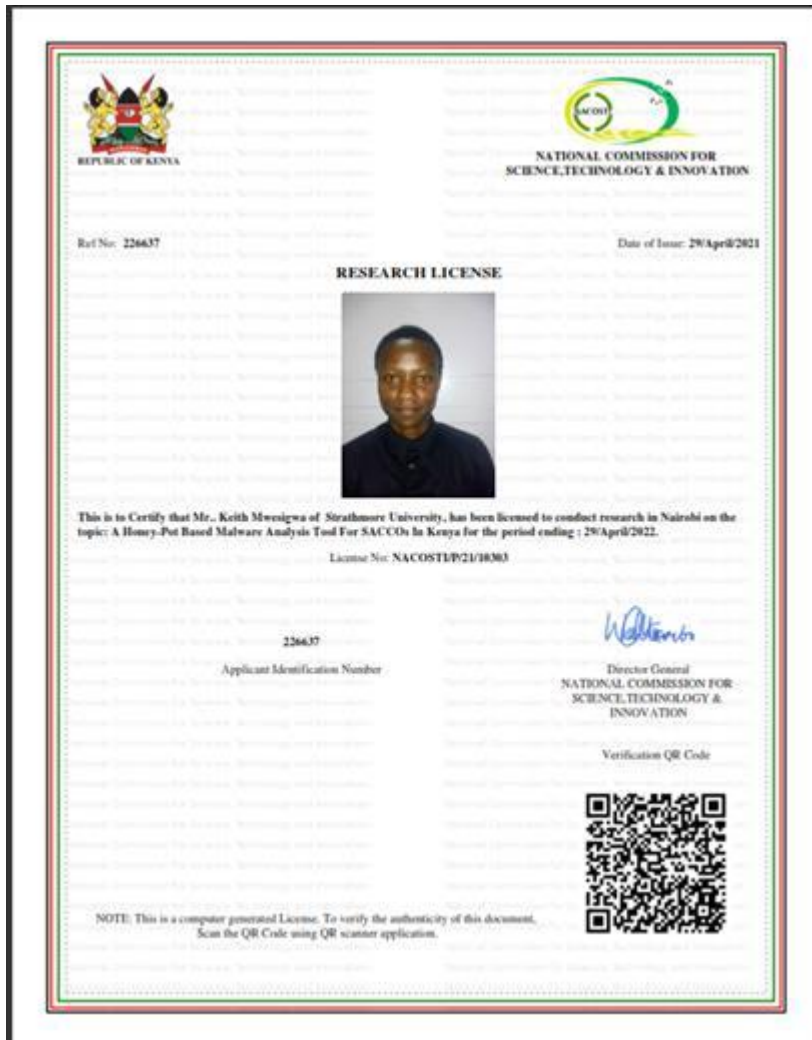 REPUBLIC OF KENYA
NACOSTI
NATIONAL COMMISSION FOR
SCIENCE,TECHNOLOGY & INNOVATION
Ref No: 226637
Date of Issue: 29/April/2021
RESEARCH LICENSE
This is to Certify that Mr.. Keith Mwesigwa of Strathmore University, has been licensed to conduct research in Nairobi on the
topic: A Honey-Pot Based Malware Analysis Tool For SACCOs In Kenya for the period ending : 29/April/2022.
License No: NACOSTI/P/21/10303
226637
Applicant Identification Number
Director General
NATIONAL COMMISSION FOR
SCIENCE,TECHNOLOGY &
INNOVATION
Verification QR Code
NOTE: This is a computer generated License. To verify the authenticity of this document,
Scan the QR Code using QR scanner application.